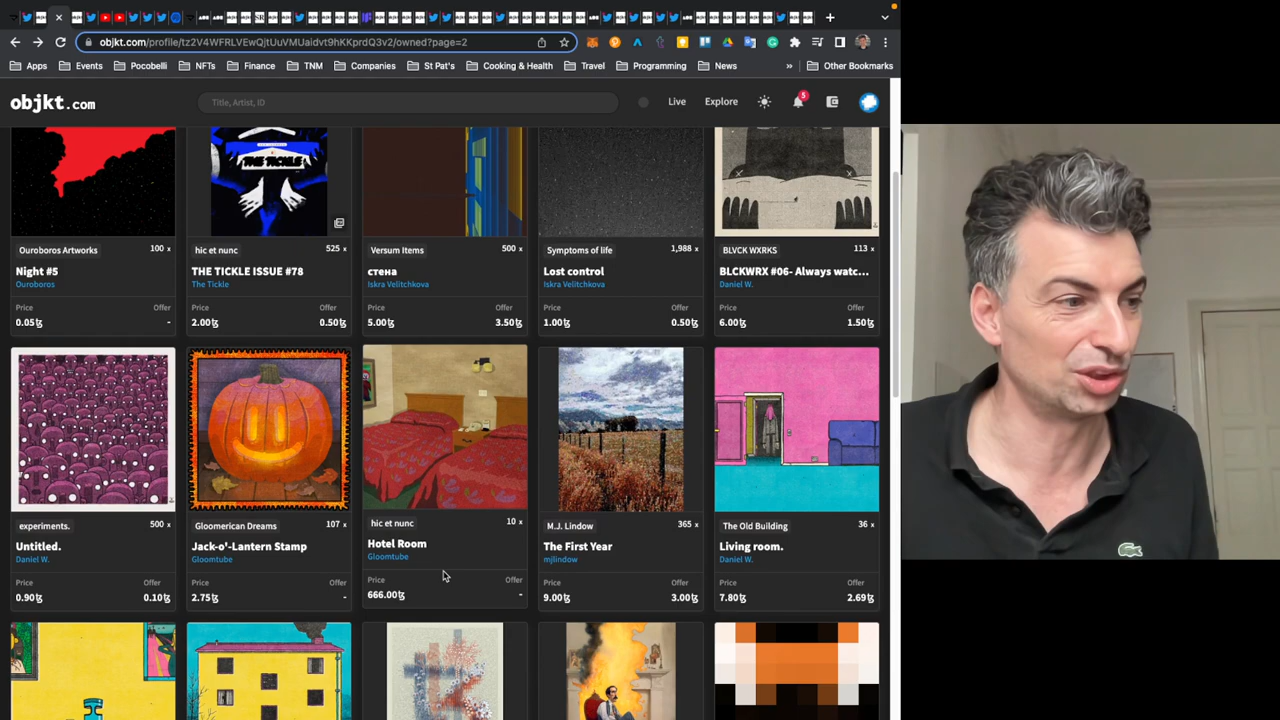 objkt.com/profile/tz2V4WFRLVEwQjtUuVMUaidvt9hKKprdQ3v2/owned?page=2
Apps Events Pocobelli NFTs Finance TNM Companies St Pat's Cooking & Health Travel Programming News » Other Bookmarks
objkt.com Title, Artist, ID Live Explore 5
THE TICKLE
Ouroboros Artworks 100 x
Night #5
Ouroboros
Price Offer
0.05ꜩ -
hic et nunc 525 x
THE TICKLE ISSUE #78
The Tickle
Price Offer
2.00ꜩ 0.50ꜩ
Versum Items 500 x
стена
Iskra Velitchkova
Price Offer
5.00ꜩ 3.50ꜩ
Symptoms of life 1,988 x
Lost control
Iskra Velitchkova
Price Offer
1.00ꜩ 0.50ꜩ
BLVCK WXRKS 113 x
BLCKWRX #06- Always watc...
Daniel W.
Price Offer
6.00ꜩ 1.50ꜩ
experiments. 500 x
Untitled.
Daniel W.
Price Offer
0.90ꜩ 0.10ꜩ
Gloomerican Dreams 107 x
Jack-o'-Lantern Stamp
Gloomtube
Price Offer
2.75ꜩ -
hic et nunc 10 x
Hotel Room
Gloomtube
Price Offer
666.00ꜩ -
M.J. Lindow 365 x
The First Year
mjlindow
Price Offer
9.00ꜩ 3.00ꜩ
The Old Building 36 x
Living room.
Daniel W.
Price Offer
7.80ꜩ 2.69ꜩ